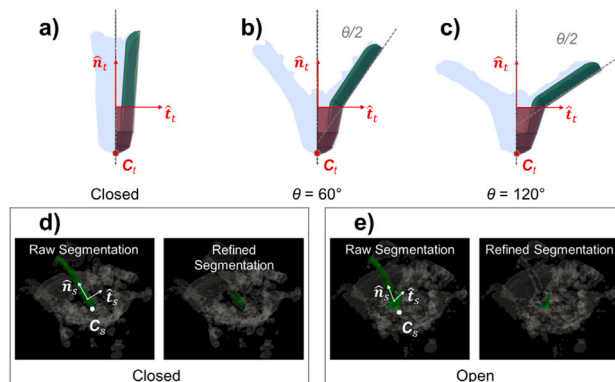 a)
b)
c)
θ/2
θ/2
n̂t
n̂t
n̂t
t̂t
t̂t
t̂t
Ct
Ct
Ct
Closed
θ = 60°
θ = 120°
d)
e)
Raw Segmentation
Refined
Segmentation
Raw Segmentation
Refined Segmentation
n̂s
t̂s
n̂s
t̂s
Cs
Cs
Closed
Open